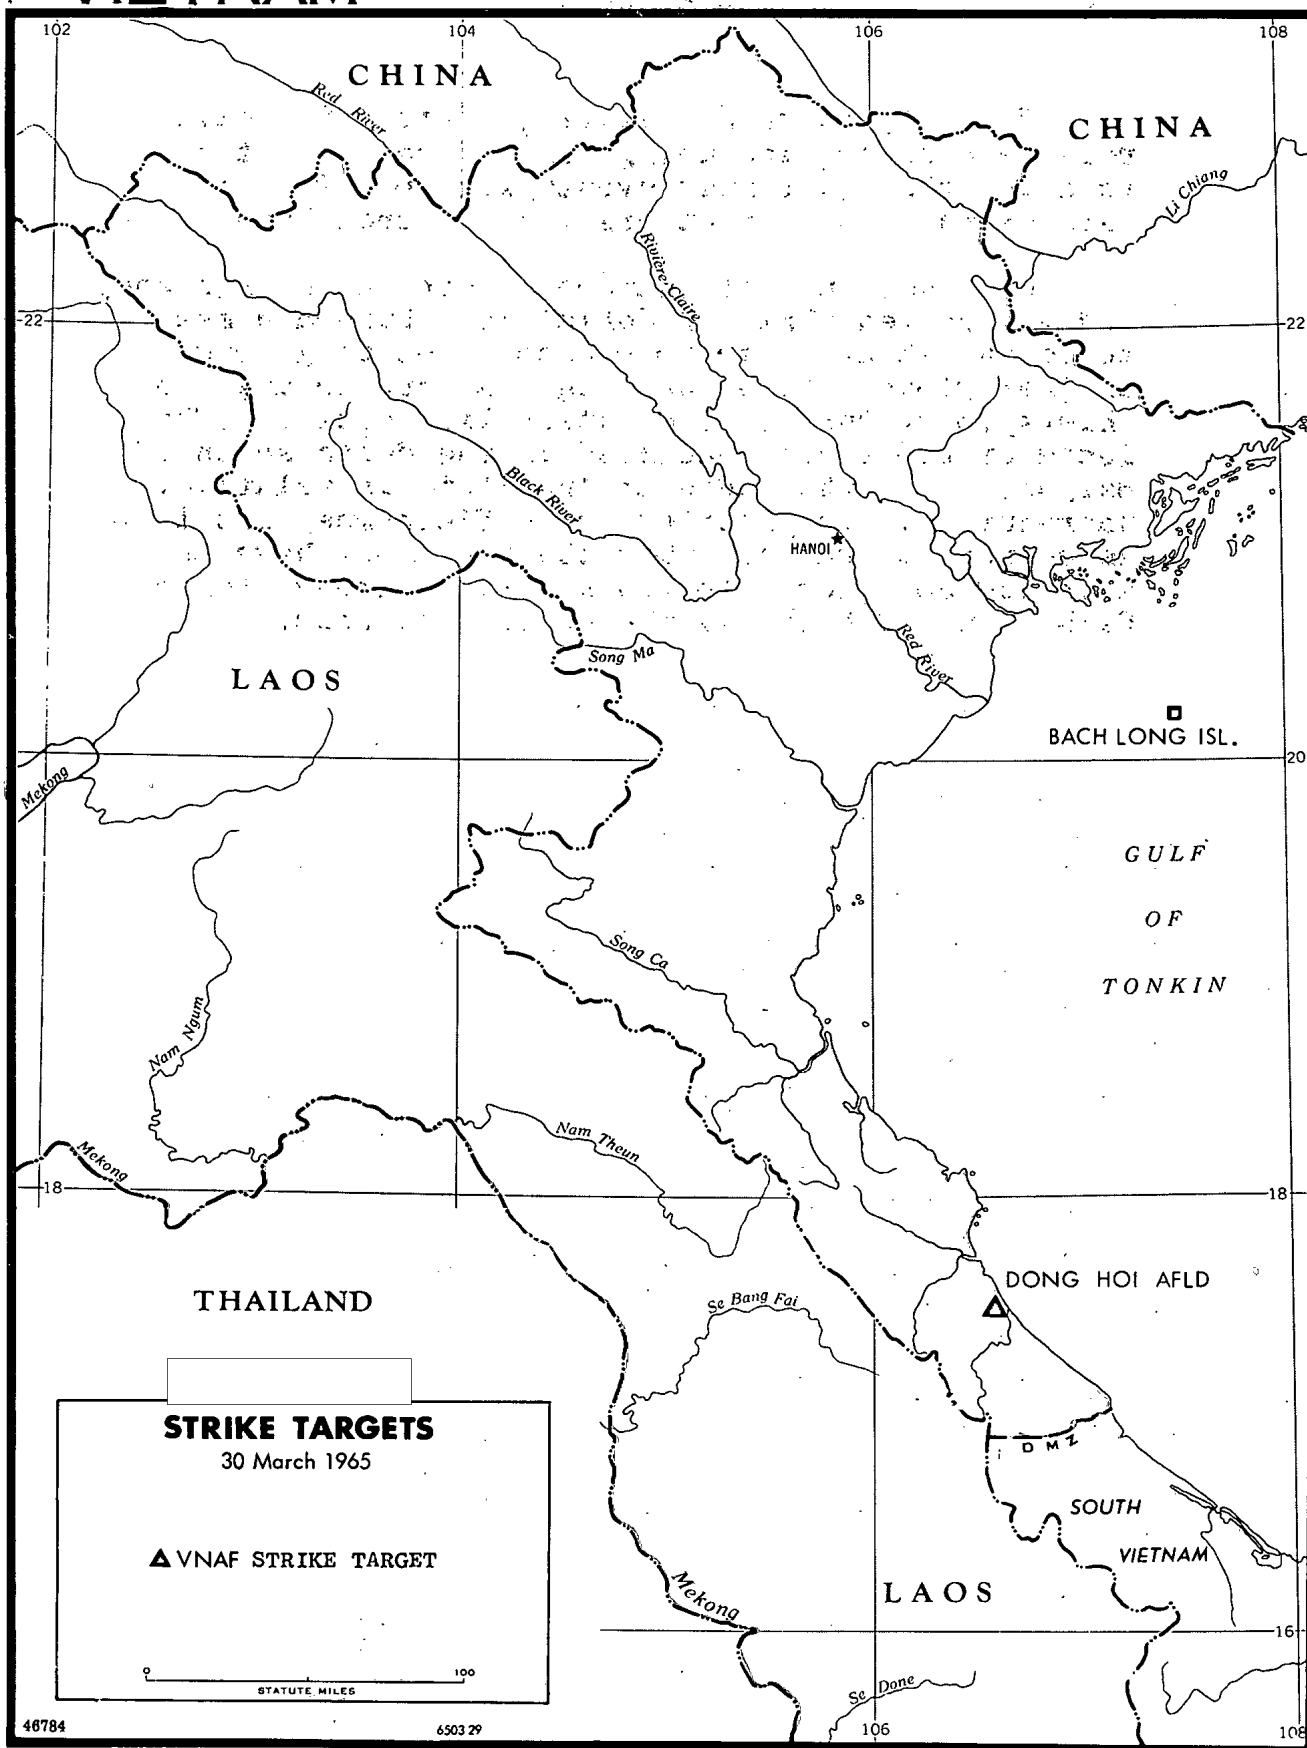 102
104
106
108
CHINA
CHINA
Red River
Li Chiang
Rivière Claire
22
22
Black River
HANOI
Red River
Song Ma
LAOS
BACH LONG ISL.
20
Mekong
GULF
OF
TONKIN
Song Ca
Nam Ngum
Nam Theun
Mekong
18
18
DONG HOI AFLD
THAILAND
Se Bang Fai
STRIKE TARGETS
30 March 1965
DMZ
SOUTH
VIETNAM
VNAF STRIKE TARGET
Mekong
LAOS
16
0 100
STATUTE MILES
Se Done
46784
6503 29
106
108